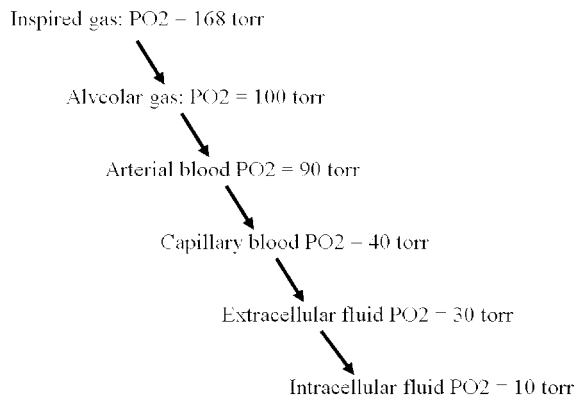 Inspired gas: PO2 = 168 torr
Alveolar gas: PO2 = 100 torr
Arterial blood PO2 = 90 torr
Capillary blood PO2 = 40 torr
Extracellular fluid PO2 = 30 torr
Intracellular fluid PO2 = 10 torr